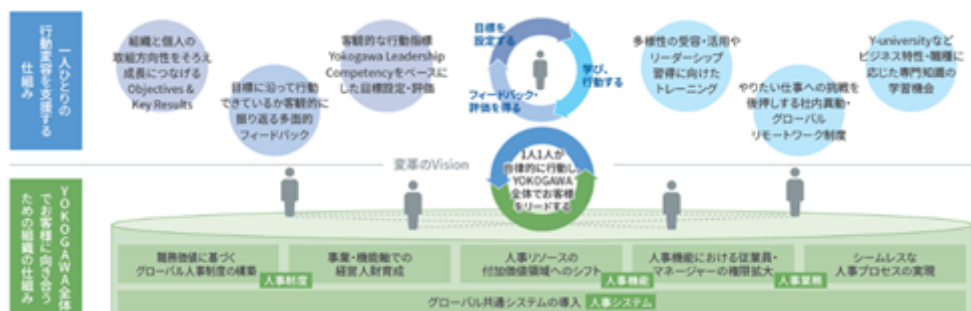 一人ひとりの
行動変容を支援する
仕組み
組織と個人の
取組方向性をそろえ
成長につなげる
Objectives &
Key Results
目標に沿って行動
できているか客観的に
振り返る多面的
フィードバック
客観的な行動指標
Yokogawa Leadership
Competencyをベースに
した目標設定・評価
目標を
設定する
学び、
行動する
フィードバック・
評価を得る
多様性の受容・活用や
リーダーシップ
習得に向けた
トレーニング
やりたい仕事への挑戦を
後押しする社内異動・
グローバル
リモートワーク制度
Y-universityなど
ビジネス特性・職種に
応じた専門知識の
学習機会
変革のVision
1人1人が
自律的に行動し
YOKOGAWA
全体でお客様を
リードする
YOKOGAWA全体
でお客様に向き合う
ための組織の仕組み
職務価値に基づく
グローバル人事制度の構築
事業・機能軸での
経営人財育成
人事制度
人事リソースの
付加価値領域へのシフト
人事機能における従業員・
マネージャーの権限拡大
人事機能
シームレスな
人事プロセスの実現
人事業務
グローバル共通システムの導入
人事システム